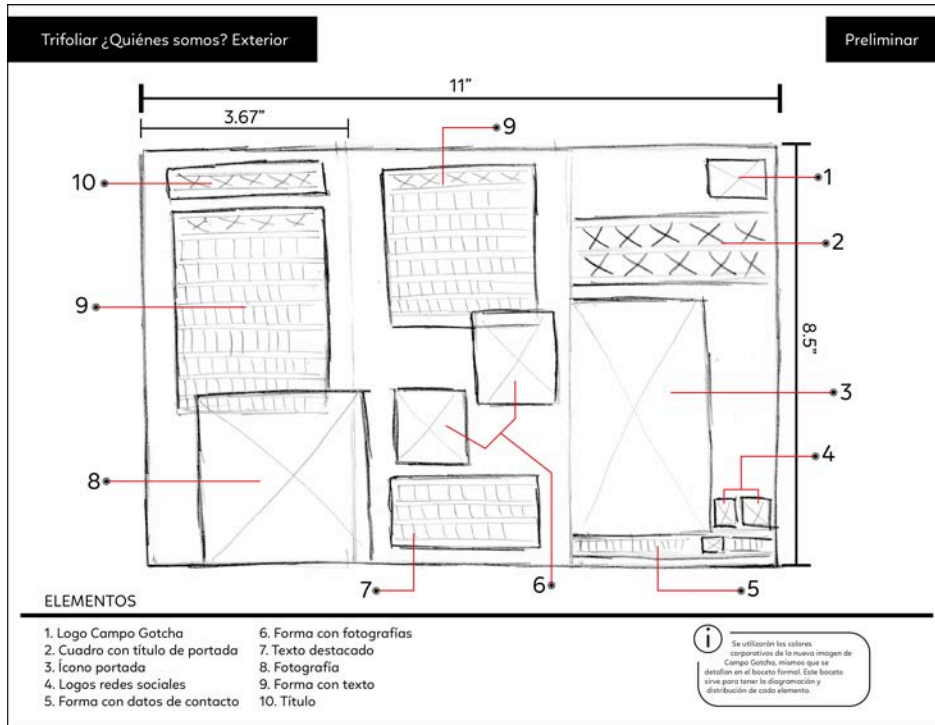 Trifoliar ¿Quiénes somos? Exterior
Preliminar
11”
3.67”
9
10
1
2
9
8.5”
3
4
8
7
6
5
ELEMENTOS
1. Logo Campo Gotcha
2. Cuadro con título de portada
3. Ícono portada
4. Logos redes sociales
5. Forma con datos de contacto
6. Forma con fotografías
7. Texto destacado
8. Fotografía
9. Forma con texto
10. Título
i
Se utilizarán los colores
corporativos de la nueva imagen de
Campo Gotcha, mismos que se
detallan en el boceto formal. Este boceto
sirve para tener la diagramación y
distribución de cada elemento.